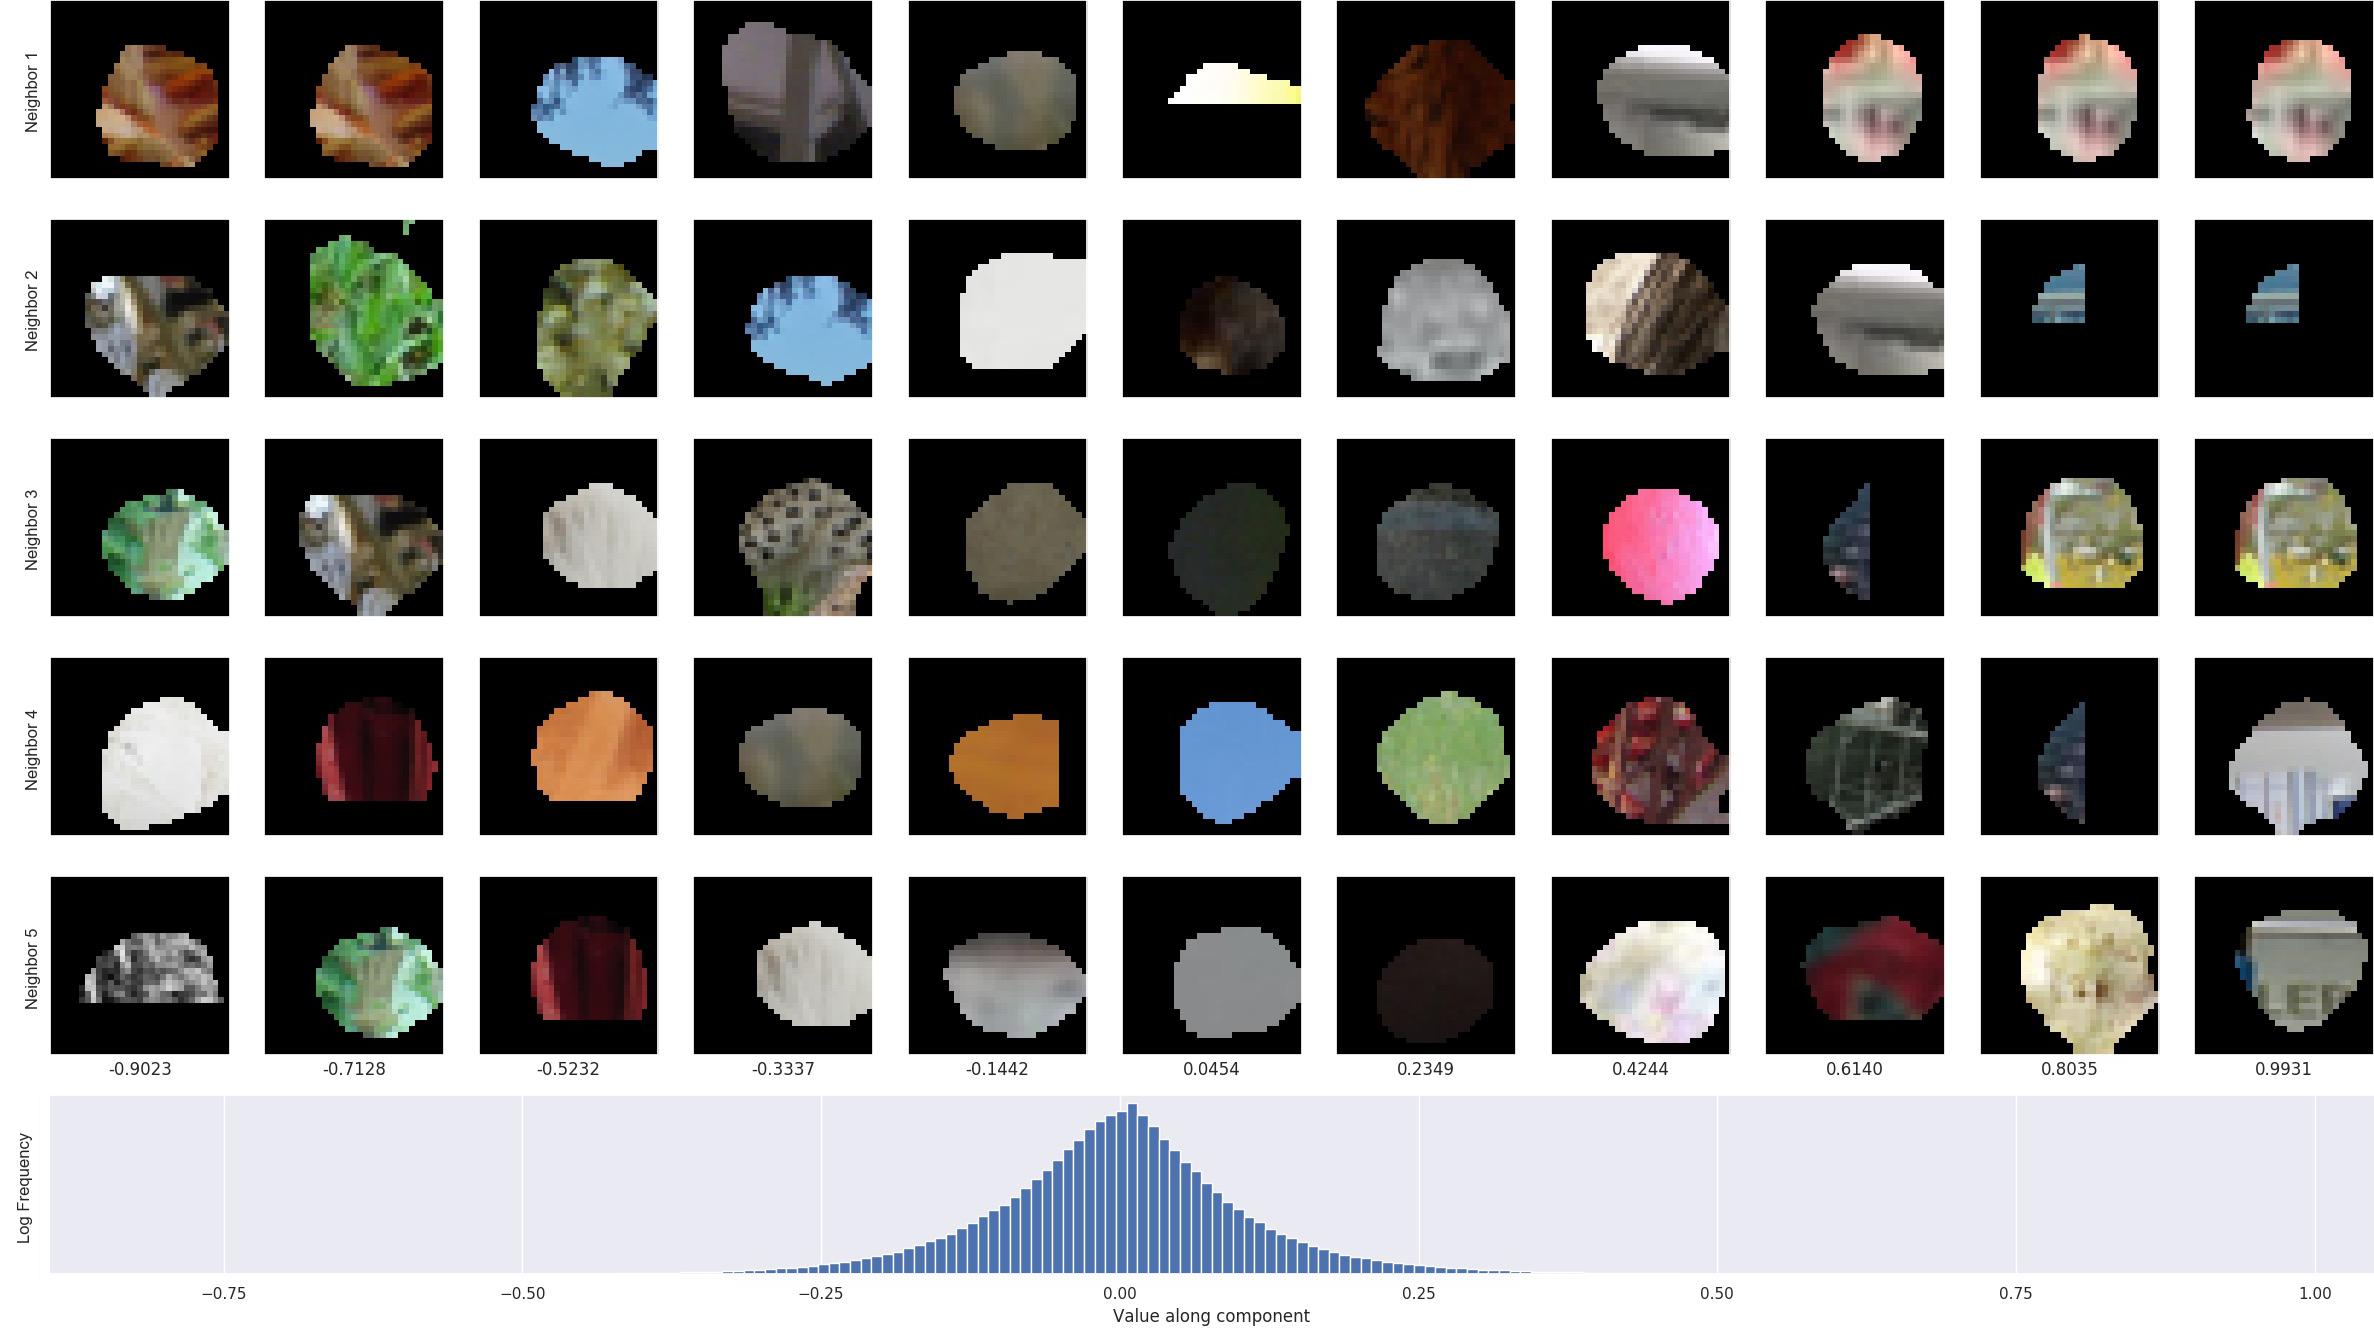 Neighbor 1
Neighbor 2
Neighbor 3
Neighbor 4
Neighbor 5
-0.9023 -0.7128 -0.5232 -0.3337 -0.1442 0.0454 0.2349 0.4244 0.6140 0.8035 0.9931
Log Frequency
−0.75 −0.50 −0.25 0.00 0.25 0.50 0.75 1.00
Value along component